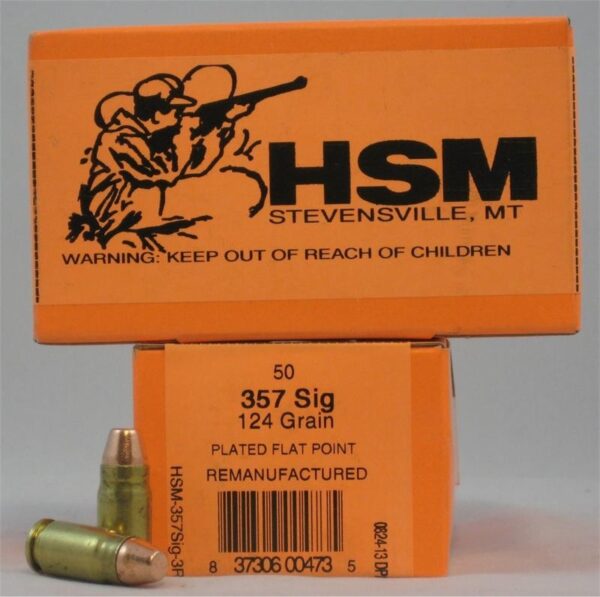 HSM
STEVENSVILLE, MT
WARNING: KEEP OUT OF REACH OF CHILDREN
50
357 Sig
124 Grain
PLATED FLAT POINT
REMANUFACTURED
HSM-357Sig-3R
0624-13 DP
8 37306 00473 5